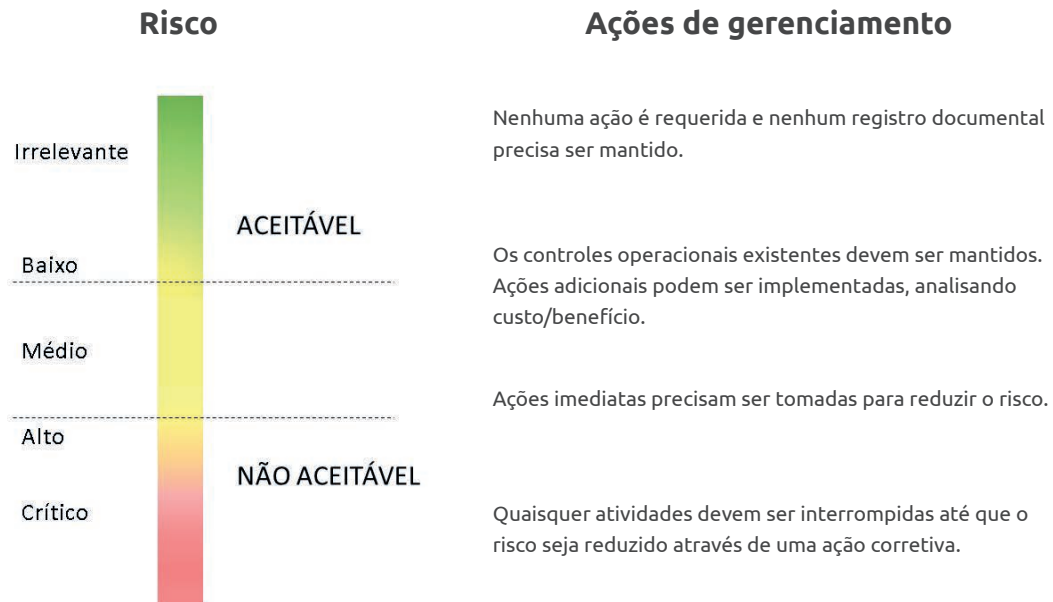 Risco
Ações de gerenciamento
Irrelevante
Nenhuma ação é requerida e nenhum registro documental
precisa ser mantido.
ACEITÁVEL
Baixo
Os controles operacionais existentes devem ser mantidos.
Ações adicionais podem ser implementadas, analisando
custo/benefício.
Médio
Ações imediatas precisam ser tomadas para reduzir o risco.
Alto
NÃO ACEITÁVEL
Crítico
Quaisquer atividades devem ser interrompidas até que o
risco seja reduzido através de uma ação corretiva.